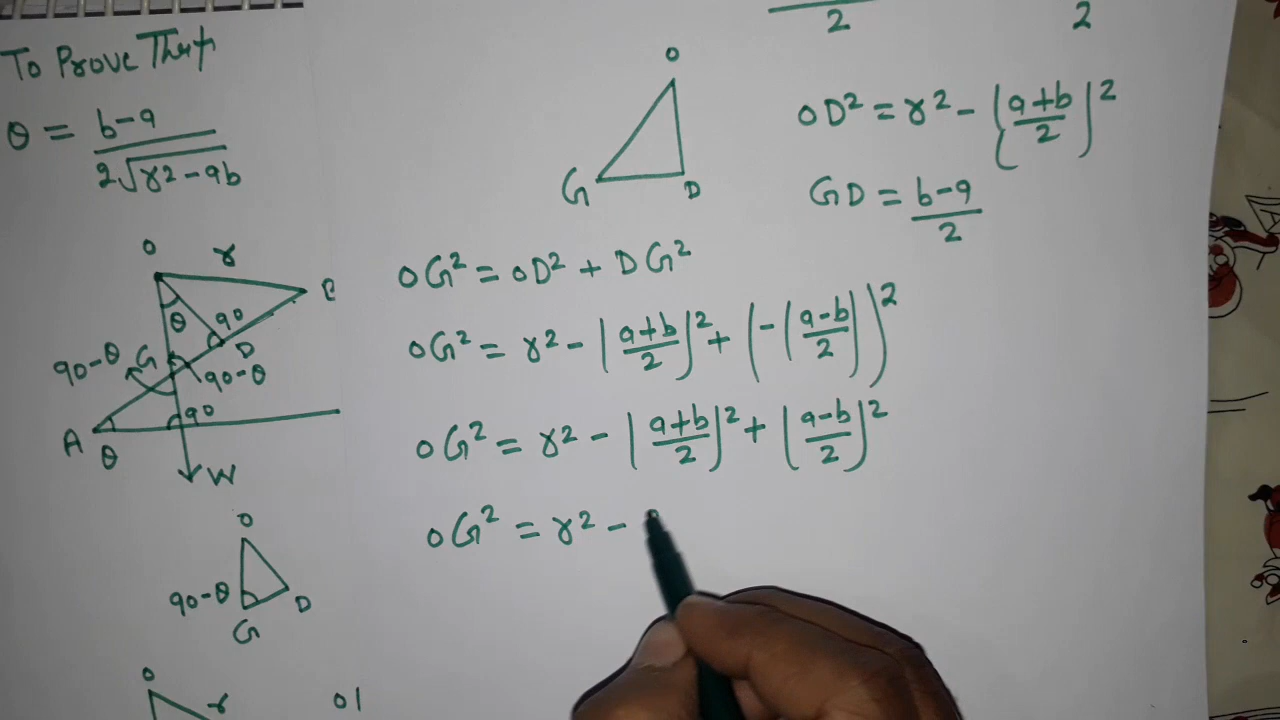 To Prove That
θ = b-a / 2√r2-ab
O r B
θ 90
90-θ G D
90-θ
90
A θ
W
O
90-θ D
G
O r
2 2
O
G D
OD² = r² - (a+b/2)²
GD = b-a/2
OG² = OD² + DG²
OG² = r² - (a+b/2)² + (-(a-b/2))²
OG² = r² - (a+b/2)² + (a-b/2)²
OG² = r² -